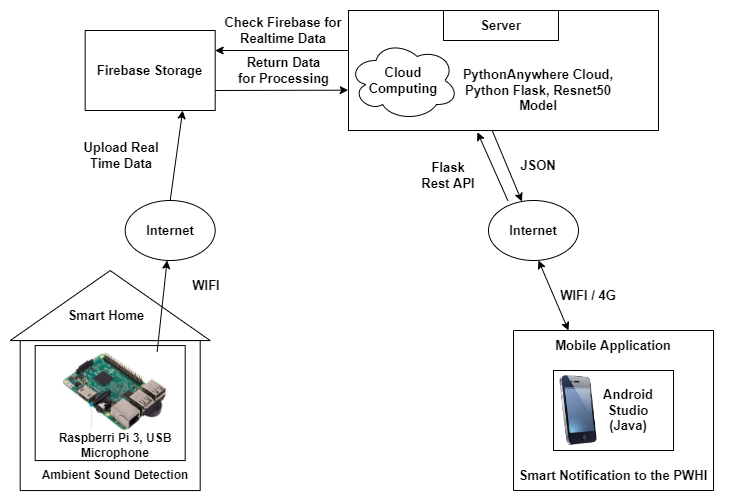 Check Firebase for
Realtime Data
Server
Firebase Storage
Return Data
for Processing
Cloud
Computing
PythonAnywhere Cloud,
Python Flask, Resnet50
Model
Upload Real
Time Data
Flask
Rest API
JSON
Internet
Internet
WIFI
WIFI / 4G
Smart Home
Mobile Application
Android
Studio
(Java)
Raspberri Pi 3, USB
Microphone
Ambient Sound Detection
Smart Notification to the PWHI